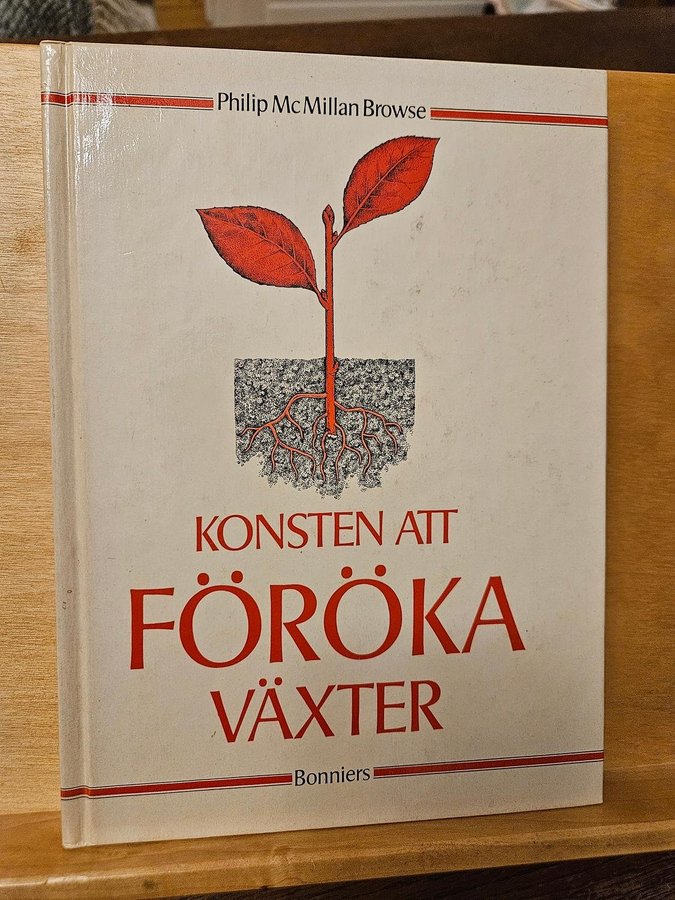 Philip Mc Millan Browse
KONSTEN ATT
FÖRÖKA
VÄXTER
Bonniers